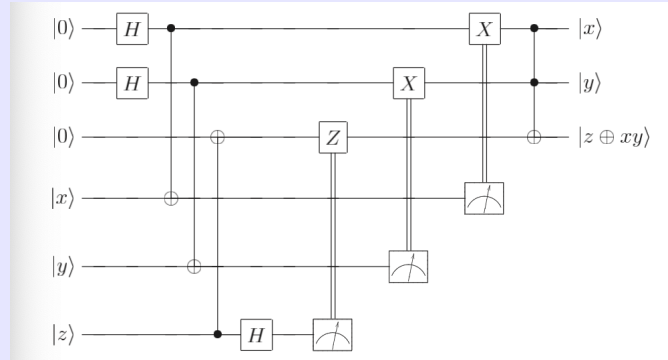 |0⟩ H X |x⟩
|0⟩ H X |y⟩
|0⟩ Z |z ⊕ xy⟩
|x⟩
|y⟩
|z⟩ H